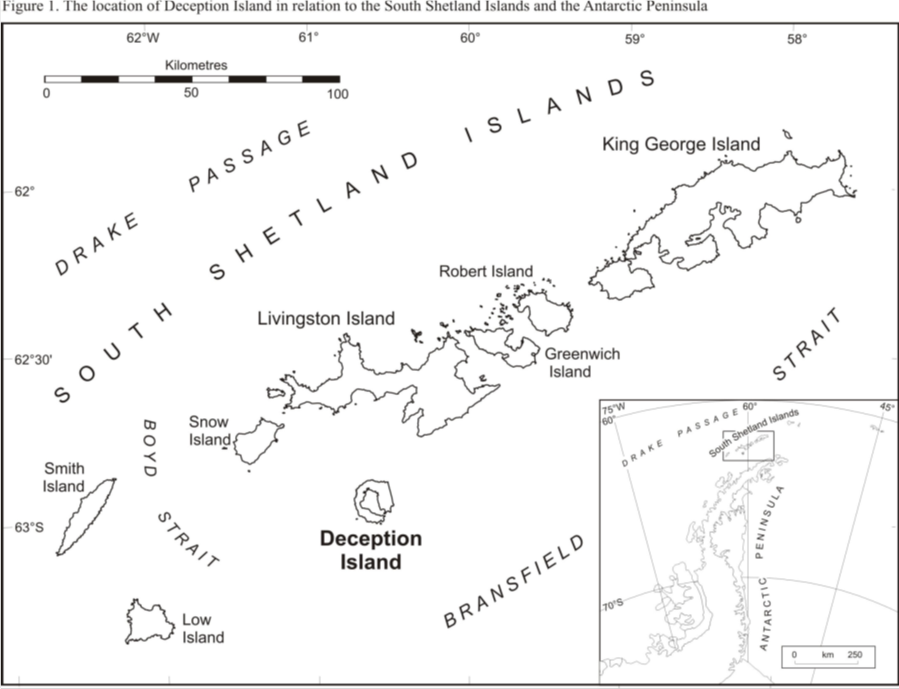 Figure 1. The location of Deception Island in relation to the South Shetland Islands and the Antarctic Peninsula
62°W 61° 60° 59° 58°
Kilometres
0 50 100
DRAKE PASSAGE
SOUTH SHETLAND ISLANDS
King George Island
62°
Robert Island
Livingston Island
Greenwich
Island
62°30'
Snow
Island
BOYD STRAIT
Smith
Island
63°S
Deception
Island
BRANSFIELD STRAIT
Low
Island
75°W 60° 45°
60°
DRAKE PASSAGE
South Shetland Islands
ANTARCTIC PENINSULA
70°S
0 km 250